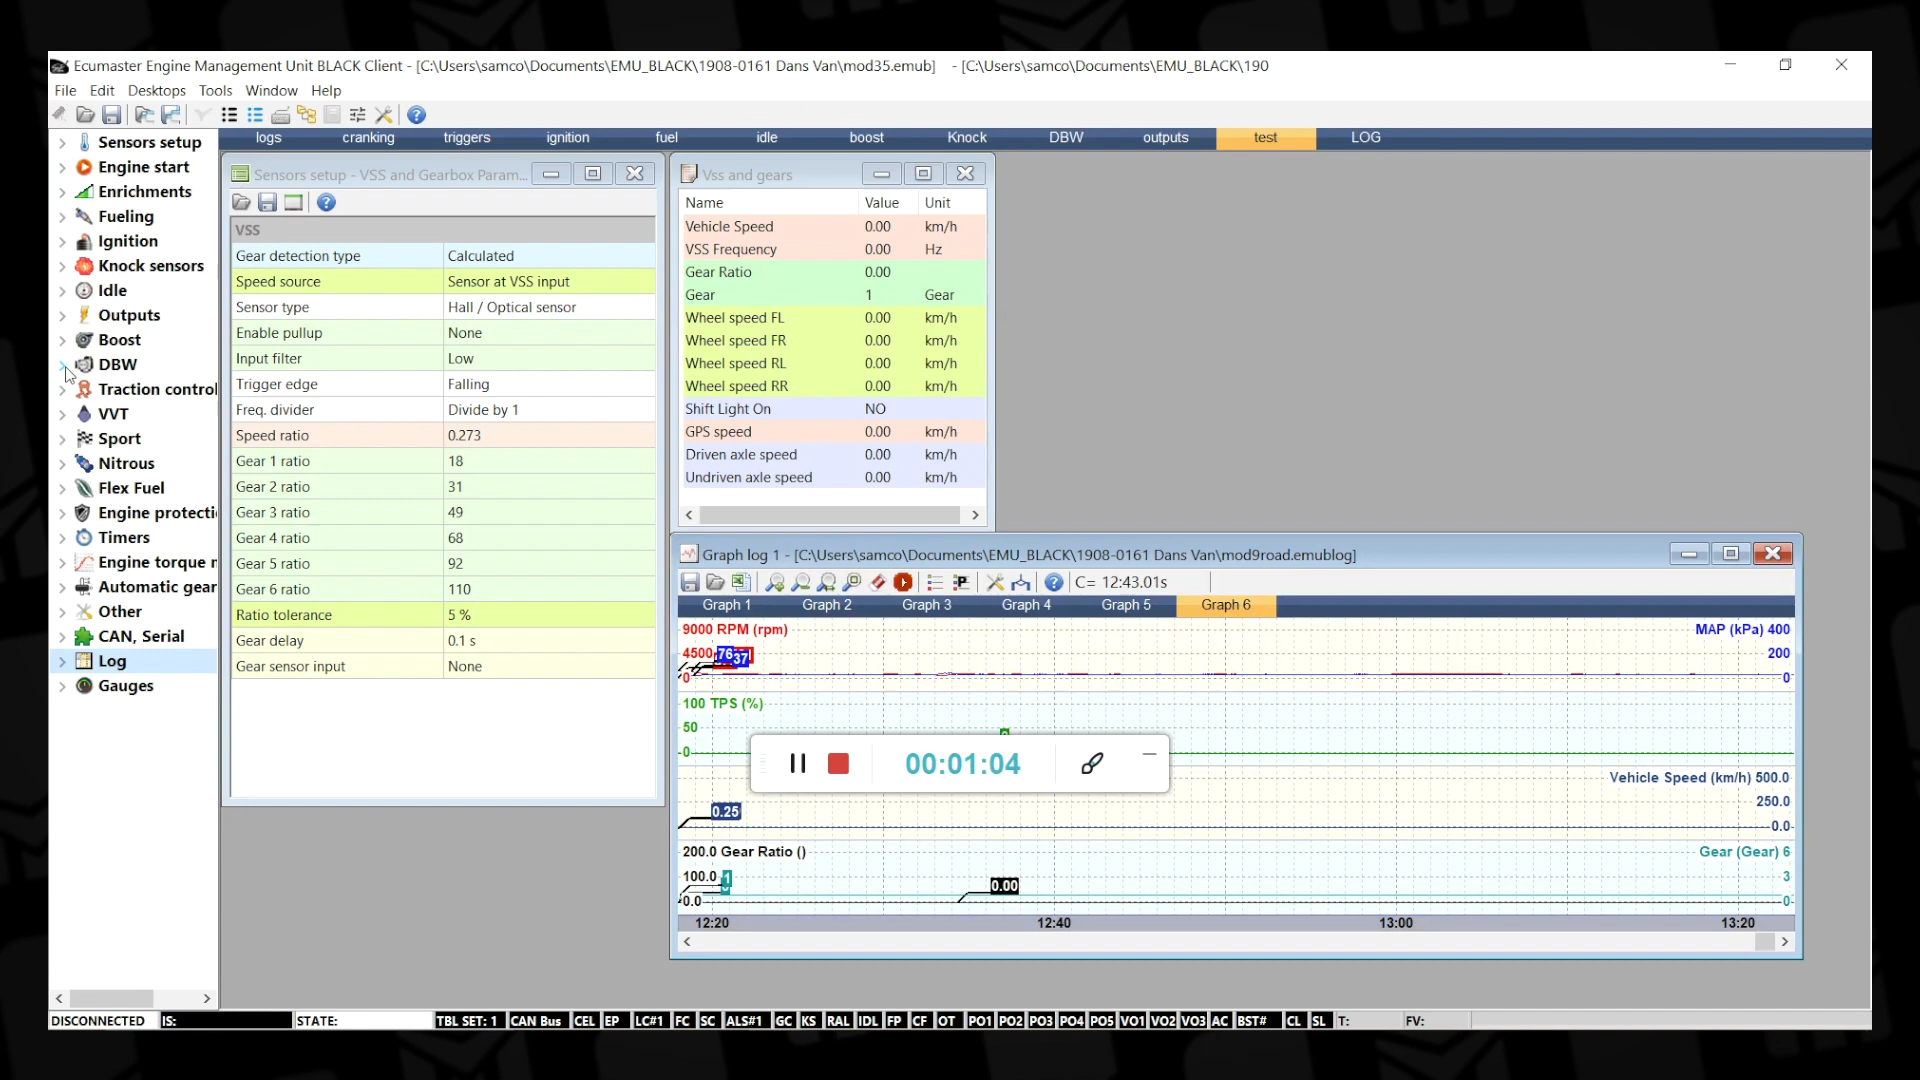 Ecumaster Engine Management Unit BLACK Client - [C:\Users\samco\Documents\EMU_BLACK\1908-0161 Dans Van\mod35.emub] - [C:\Users\samco\Documents\EMU_BLACK\190
File Edit Desktops Tools Window Help
logs cranking triggers ignition fuel idle boost Knock DBW outputs test LOG
Sensors setup
Engine start
Enrichments
Fueling
Ignition
Knock sensors
Idle
Outputs
Boost
DBW
Traction control
VVT
Sport
Nitrous
Flex Fuel
Engine protecti
Timers
Engine torque r
Automatic gear
Other
CAN, Serial
Log
Gauges
Sensors setup - VSS and Gearbox Param...
VSS
Gear detection type Calculated
Speed source Sensor at VSS input
Sensor type Hall / Optical sensor
Enable pullup None
Input filter Low
Trigger edge Falling
Freq. divider Divide by 1
Speed ratio 0.273
Gear 1 ratio 18
Gear 2 ratio 31
Gear 3 ratio 49
Gear 4 ratio 68
Gear 5 ratio 92
Gear 6 ratio 110
Ratio tolerance 5 %
Gear delay 0.1 s
Gear sensor input None
Vss and gears
Name Value Unit
Vehicle Speed 0.00 km/h
VSS Frequency 0.00 Hz
Gear Ratio 0.00
Gear 1 Gear
Wheel speed FL 0.00 km/h
Wheel speed FR 0.00 km/h
Wheel speed RL 0.00 km/h
Wheel speed RR 0.00 km/h
Shift Light On NO
GPS speed 0.00 km/h
Driven axle speed 0.00 km/h
Undriven axle speed 0.00 km/h
Graph log 1 - [C:\Users\samco\Documents\EMU_BLACK\1908-0161 Dans Van\mod9road.emublog]
C= 12:43.01s
Graph 1 Graph 2 Graph 3 Graph 4 Graph 5 Graph 6
9000 RPM (rpm) MAP (kPa) 400
4500 76 37 200
0 0
100 TPS (%)
50
0
00:01:04
Vehicle Speed (km/h) 500.0
0.25 250.0
0.0
200.0 Gear Ratio () Gear (Gear) 6
100.0 1 0.00 3
0.0 0
12:20 12:40 13:00 13:20
DISCONNECTED IS: STATE: TBL SET: 1 CAN Bus CEL EP LC#1 FC SC ALS#1 GC KS RAL IDL FP CF OT PO1 PO2 PO3 PO4 PO5 VO1 VO2 VO3 AC BST# CL SL T: FV: